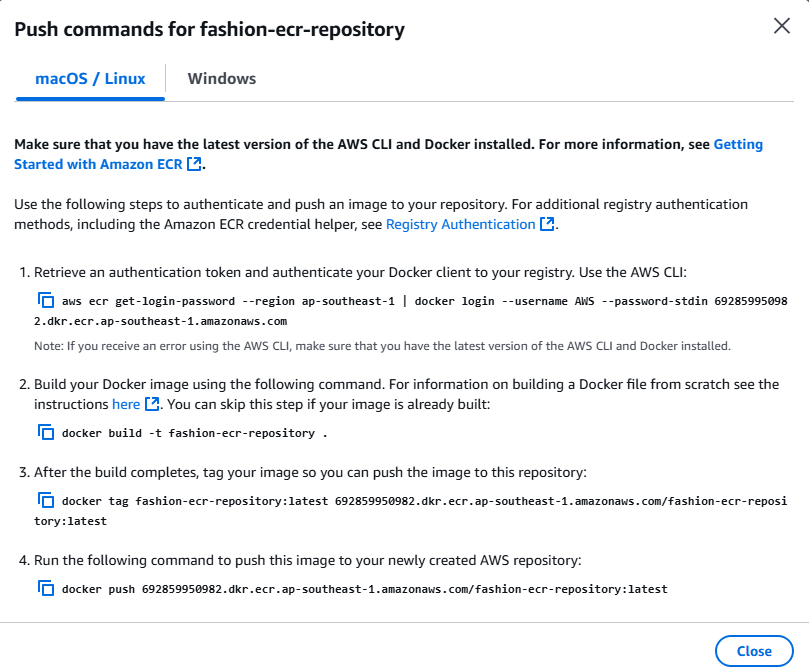 Push commands for fashion-ecr-repository
macOS / Linux
Windows
Make sure that you have the latest version of the AWS CLI and Docker installed. For more information, see Getting
Started with Amazon ECR.
Use the following steps to authenticate and push an image to your repository. For additional registry authentication
methods, including the Amazon ECR credential helper, see Registry Authentication.
1. Retrieve an authentication token and authenticate your Docker client to your registry. Use the AWS CLI:
aws ecr get-login-password --region ap-southeast-1 | docker login --username AWS --password-stdin 69285995098
2.dkr.ecr.ap-southeast-1.amazonaws.com
Note: If you receive an error using the AWS CLI, make sure that you have the latest version of the AWS CLI and Docker installed.
2. Build your Docker image using the following command. For information on building a Docker file from scratch see the
instructions here. You can skip this step if your image is already built:
docker build -t fashion-ecr-repository .
3. After the build completes, tag your image so you can push the image to this repository:
docker tag fashion-ecr-repository:latest 692859950982.dkr.ecr.ap-southeast-1.amazonaws.com/fashion-ecr-reposi
tory:latest
4. Run the following command to push this image to your newly created AWS repository:
docker push 692859950982.dkr.ecr.ap-southeast-1.amazonaws.com/fashion-ecr-repository:latest
Close